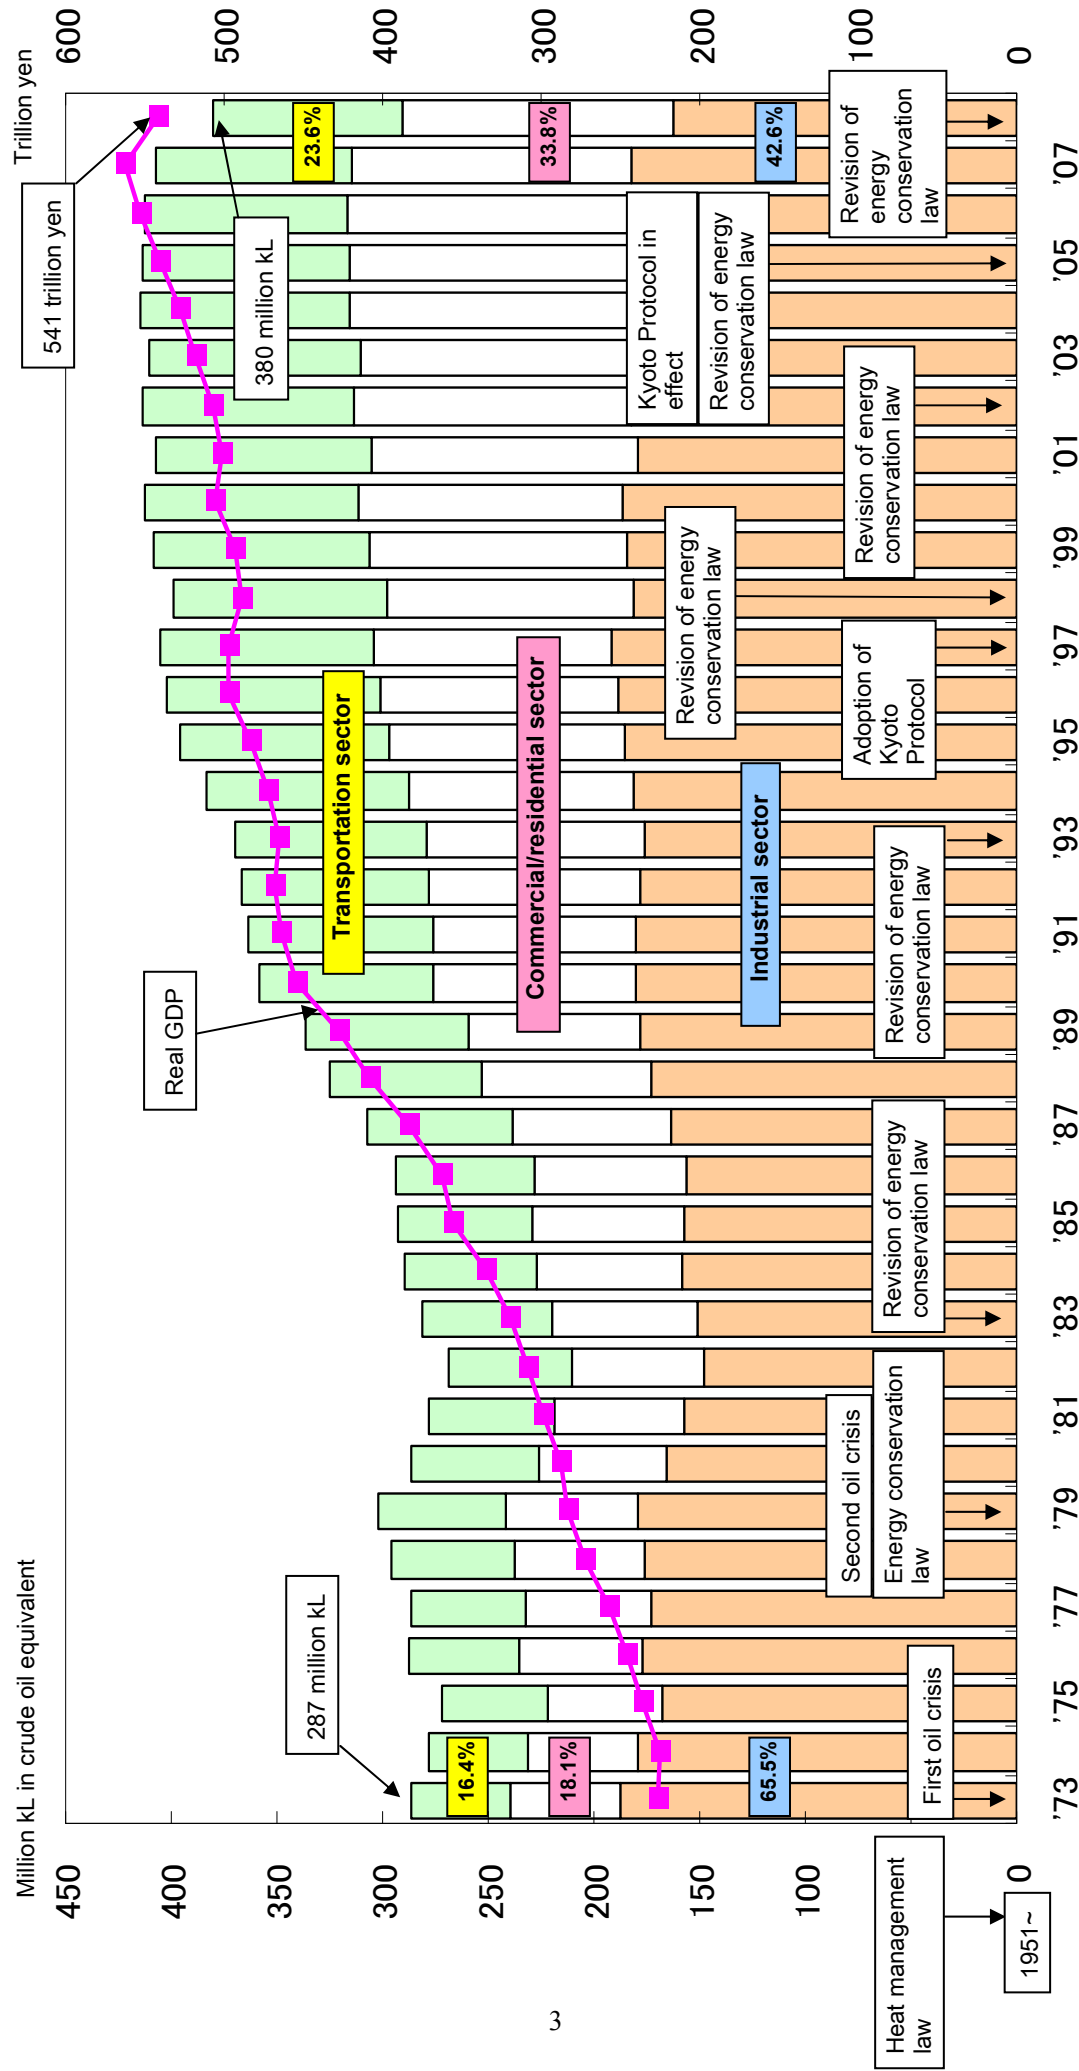 Million kL in crude oil equivalent
Trillion yen
450
400
350
300
250
200
150
100
0
600
500
400
300
200
100
0
541 trillion yen
380 million kL
287 million kL
Real GDP
Transportation sector
Commercial/residential sector
Industrial sector
16.4%
18.1%
65.5%
23.6%
33.8%
42.6%
Heat management
law
1951~
First oil crisis
Second oil crisis
Energy conservation
law
Revision of energy
conservation law
Revision of energy
conservation law
Adoption of
Kyoto
Protocol
Revision of energy
conservation law
Revision of energy
conservation law
Kyoto Protocol in
effect
Revision of energy
conservation law
Revision of
energy
conservation
law
'73
'75
'77
'79
'81
'83
'85
'87
'89
'91
'93
'95
'97
'99
'01
'03
'05
'07
3